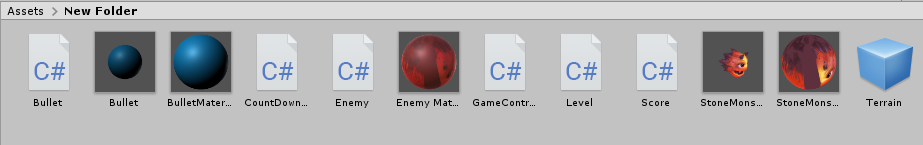 Assets > New Folder
C# C# C# C# C# C#
Bullet Bullet BulletMater... CountDown... Enemy Enemy Mat... GameContr... Level Score StoneMons... StoneMons... Terrain